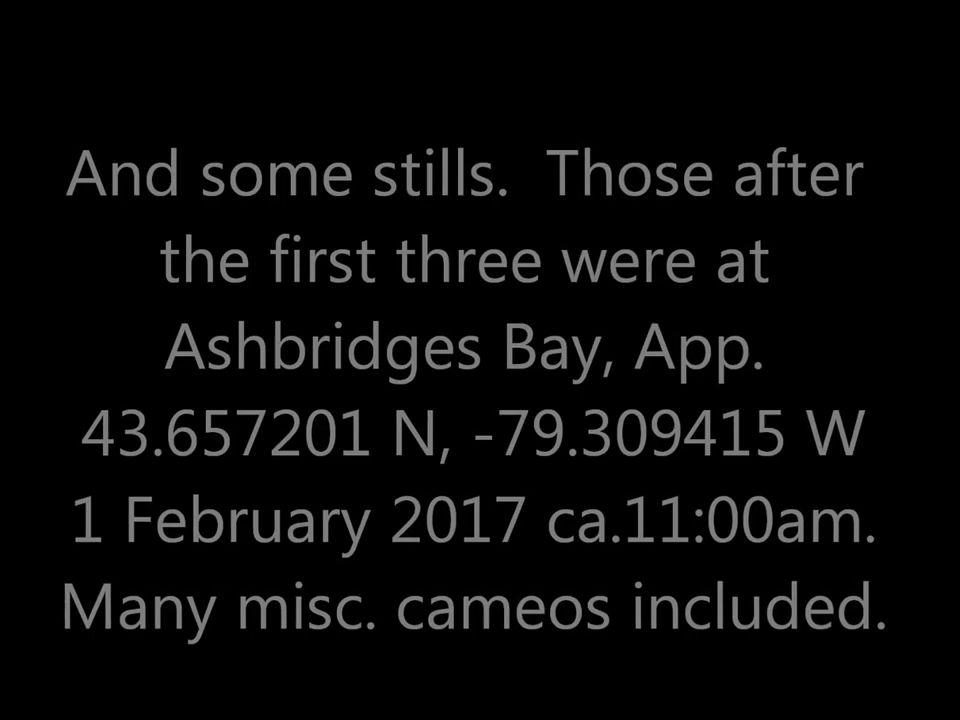 And some stills.  Those after
the first three were at
Ashbridges Bay, App.
43.657201 N, -79.309415 W
1 February 2017 ca.11:00am.
Many misc. cameos included.